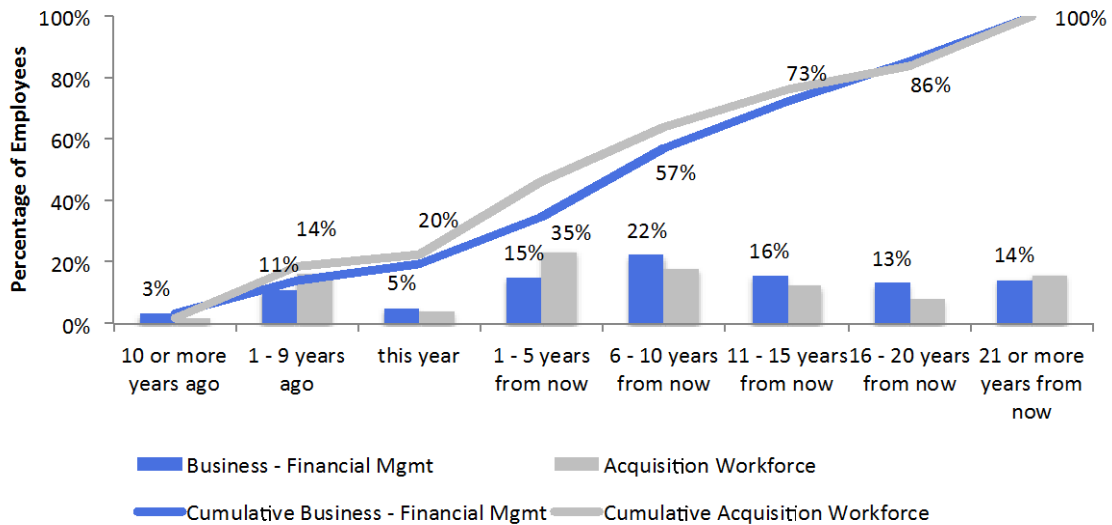 Percentage of Employees
100%
80%
60%
40%
20%
0%
3%
11%
14%
5%
20%
15%
35%
22%
57%
16%
73%
13%
86%
14%
100%
10 or more
years ago
1 - 9 years
ago
this year
1 - 5 years
from now
6 - 10 years
from now
11 - 15 years
from now
16 - 20 years
from now
21 or more
years from
now
Business - Financial Mgmt
Acquisition Workforce
Cumulative Business - Financial Mgmt
Cumulative Acquisition Workforce